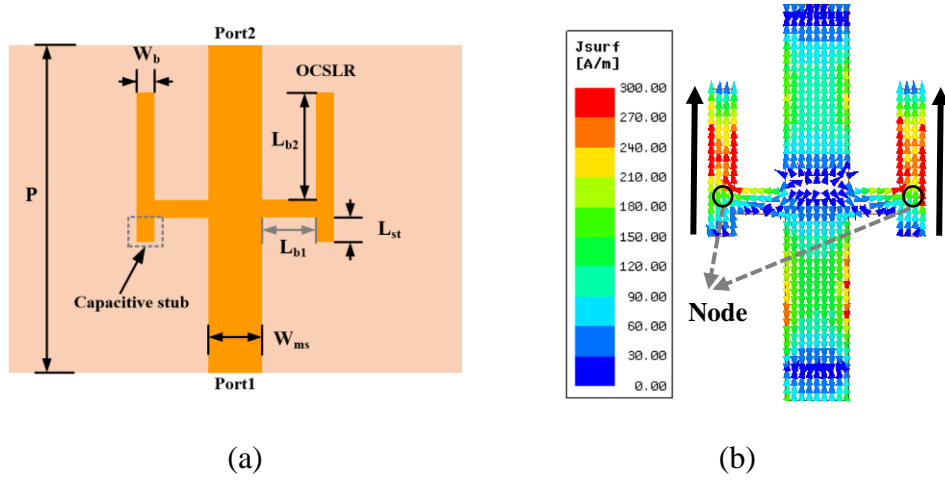 Port2
W_b
OCSLR
L_b2
P
L_st
L_b1
Capacitive stub
W_ms
Port1
(a)
Jsurf
[A/m]
300.00
270.00
240.00
210.00
180.00
150.00
120.00
90.00
60.00
30.00
0.00
Node
(b)